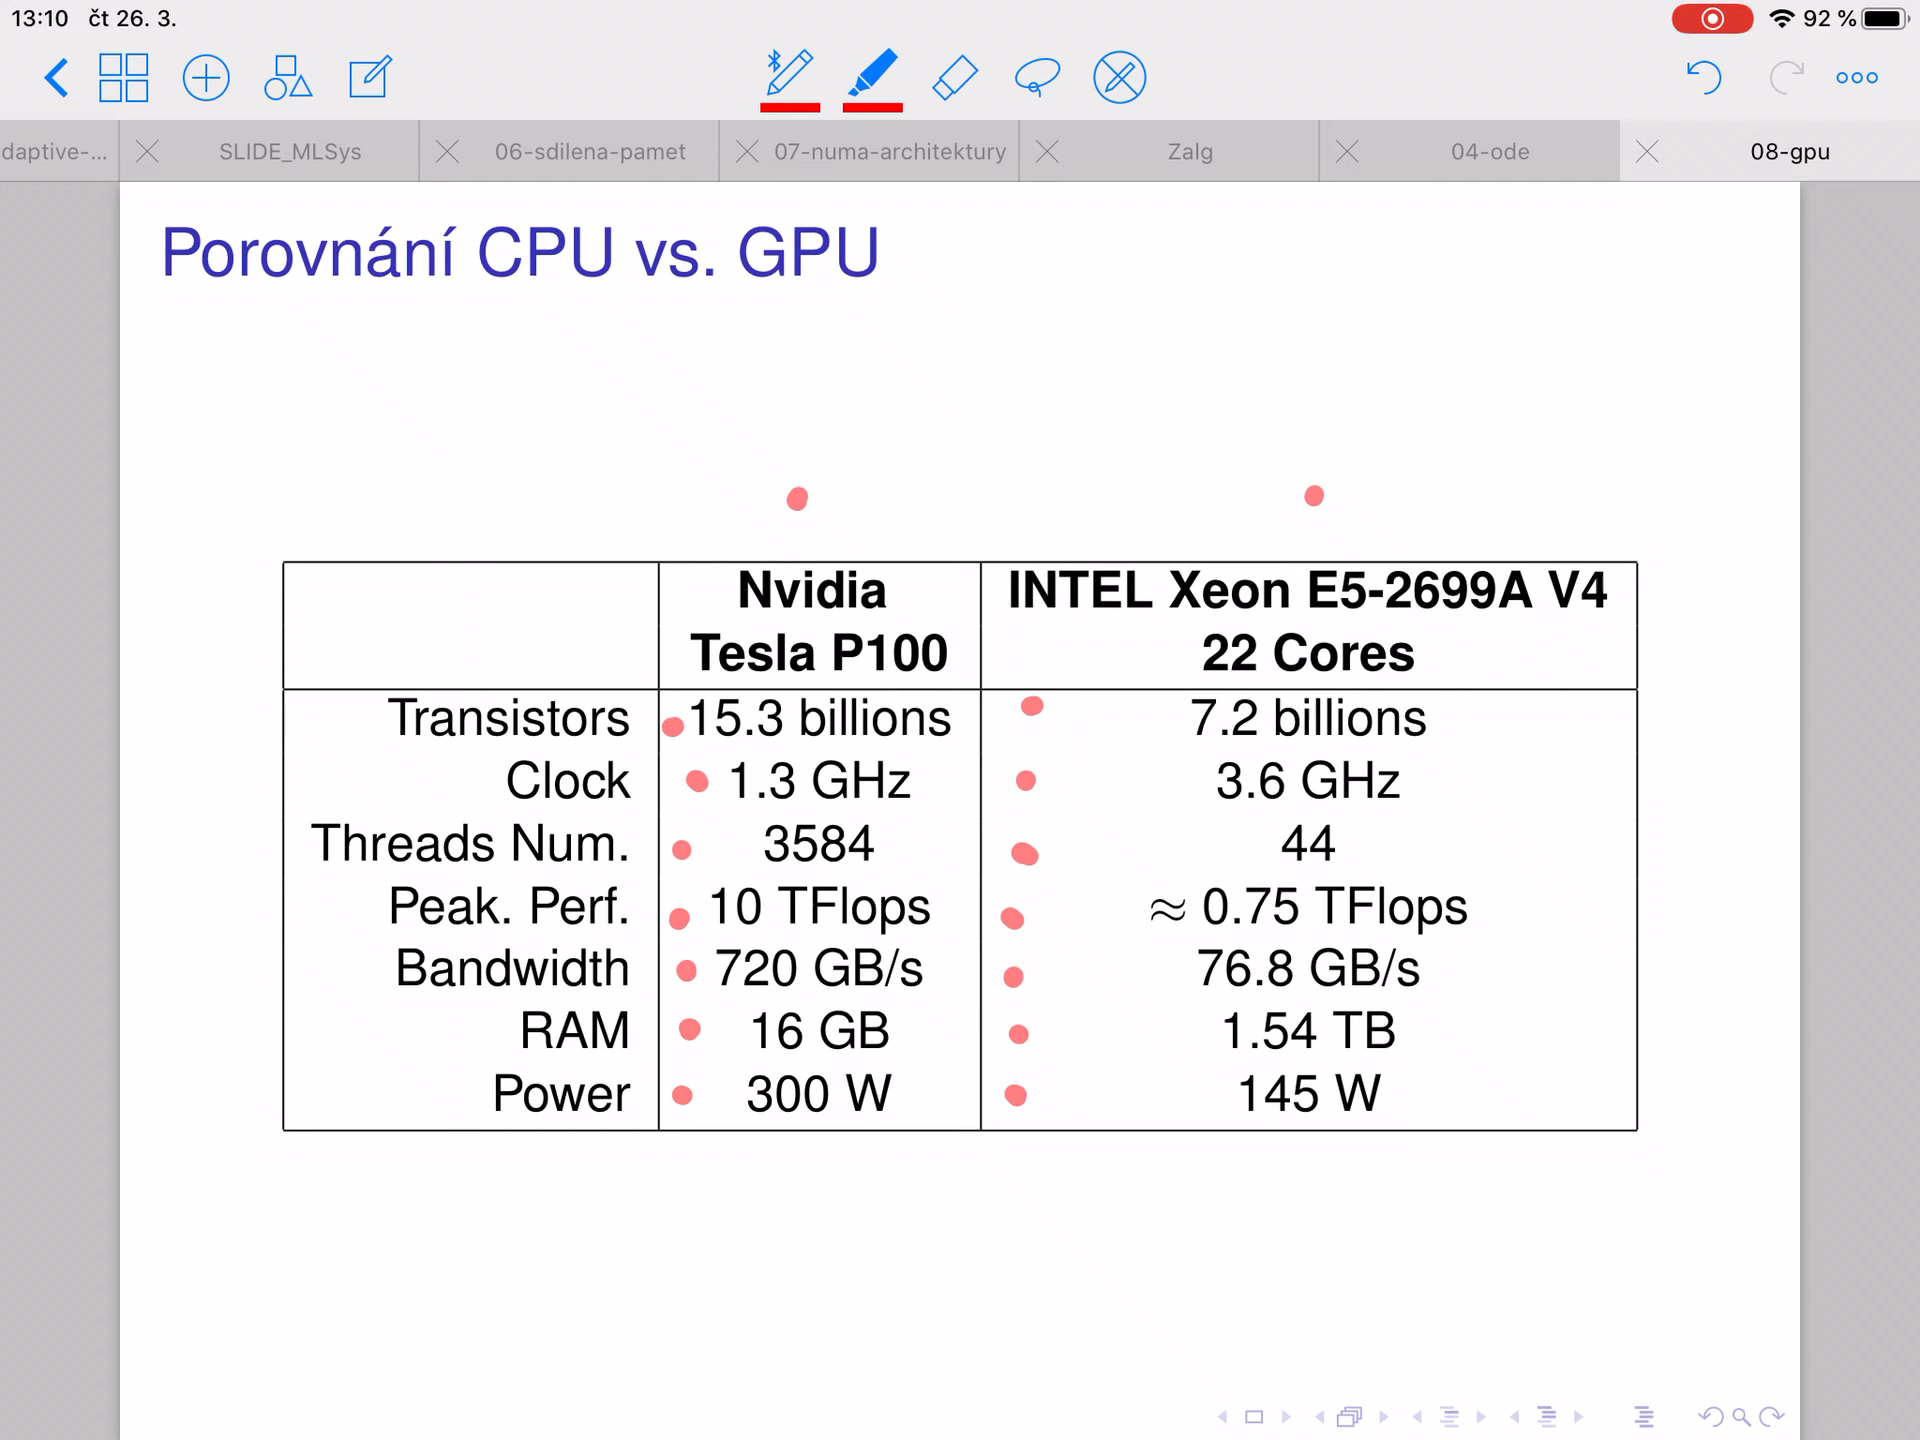 13:10 čt 26. 3. 92 %
daptive-... SLIDE_MLSys 06-sdilena-pamet 07-numa-architektury Zalg 04-ode 08-gpu
Porovnání CPU vs. GPU
Nvidia INTEL Xeon E5-2699A V4
Tesla P100 22 Cores
Transistors 15.3 billions 7.2 billions
Clock 1.3 GHz 3.6 GHz
Threads Num. 3584 44
Peak. Perf. 10 TFlops ≈ 0.75 TFlops
Bandwidth 720 GB/s 76.8 GB/s
RAM 16 GB 1.54 TB
Power 300 W 145 W